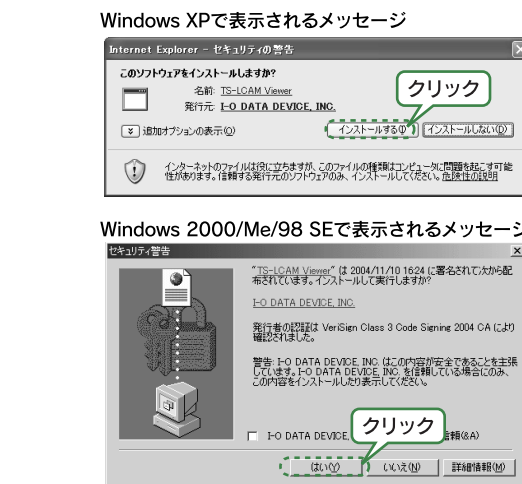 Windows XPで表示されるメッセージ
Internet Explorer - セキュリティの警告
このソフトウェアをインストールしますか?
名前: TS-LCAM Viewer
発行元: I-O DATA DEVICE, INC.
クリック
追加オプションの表示(O)
インストールする(I)
インストールしない(D)
インターネットのファイルは役に立ちますが、このファイルの種類はコンピュータに問題を起こす可能
性があります。信頼する発行元のソフトウェアのみ、インストールしてください。危険性の説明
Windows 2000/Me/98 SEで表示されるメッセージ
セキュリティ警告
"TS-LCAM Viewer" は 2004/11/10 16:24 に署名されて次から配
布されています。インストールして実行しますか?
I-O DATA DEVICE, INC.
発行者の認証は VeriSign Class 3 Code Signing 2004 CA により
確認されました。
警告: I-O DATA DEVICE, INC. はこの内容が安全であることを主張
しています。I-O DATA DEVICE, INC. を信頼している場合にのみ、
この内容をインストールしたり表示してください。
クリック
I-O DATA DEVICE, 信頼(&A)
はい(Y)
いいえ(N)
詳細情報(M)